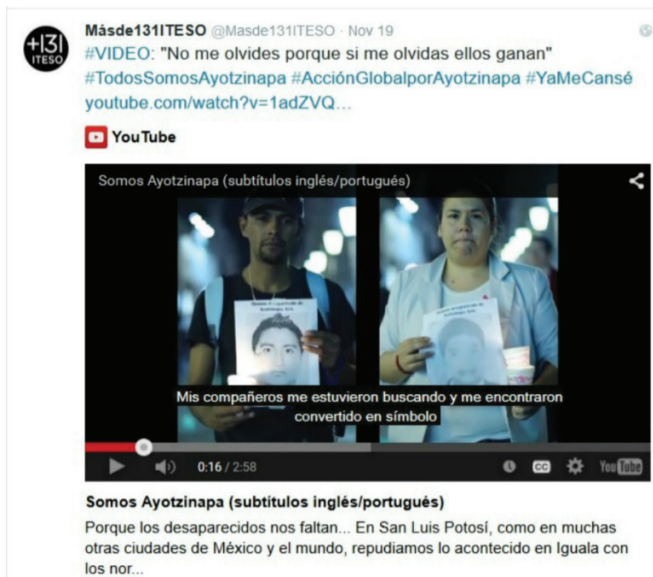 +131
ITESO
Másde131ITESO @Masde131ITESO · Nov 19
#VIDEO: "No me olvides porque si me olvidas ellos ganan"
#TodosSomosAyotzinapa #AcciónGlobalporAyotzinapa #YaMeCansé
youtube.com/watch?v=1adZVQ...
YouTube
Somos Ayotzinapa (subtítulos inglés/portugués)
Mis compañeros me estuvieron buscando y me encontraron
convertido en símbolo
0:16 / 2:58
CC
YouTube
Somos Ayotzinapa (subtítulos inglés/portugués)
Porque los desaparecidos nos faltan... En San Luis Potosí, como en muchas
otras ciudades de México y el mundo, repudiamos lo acontecido en Iguala con
los nor...